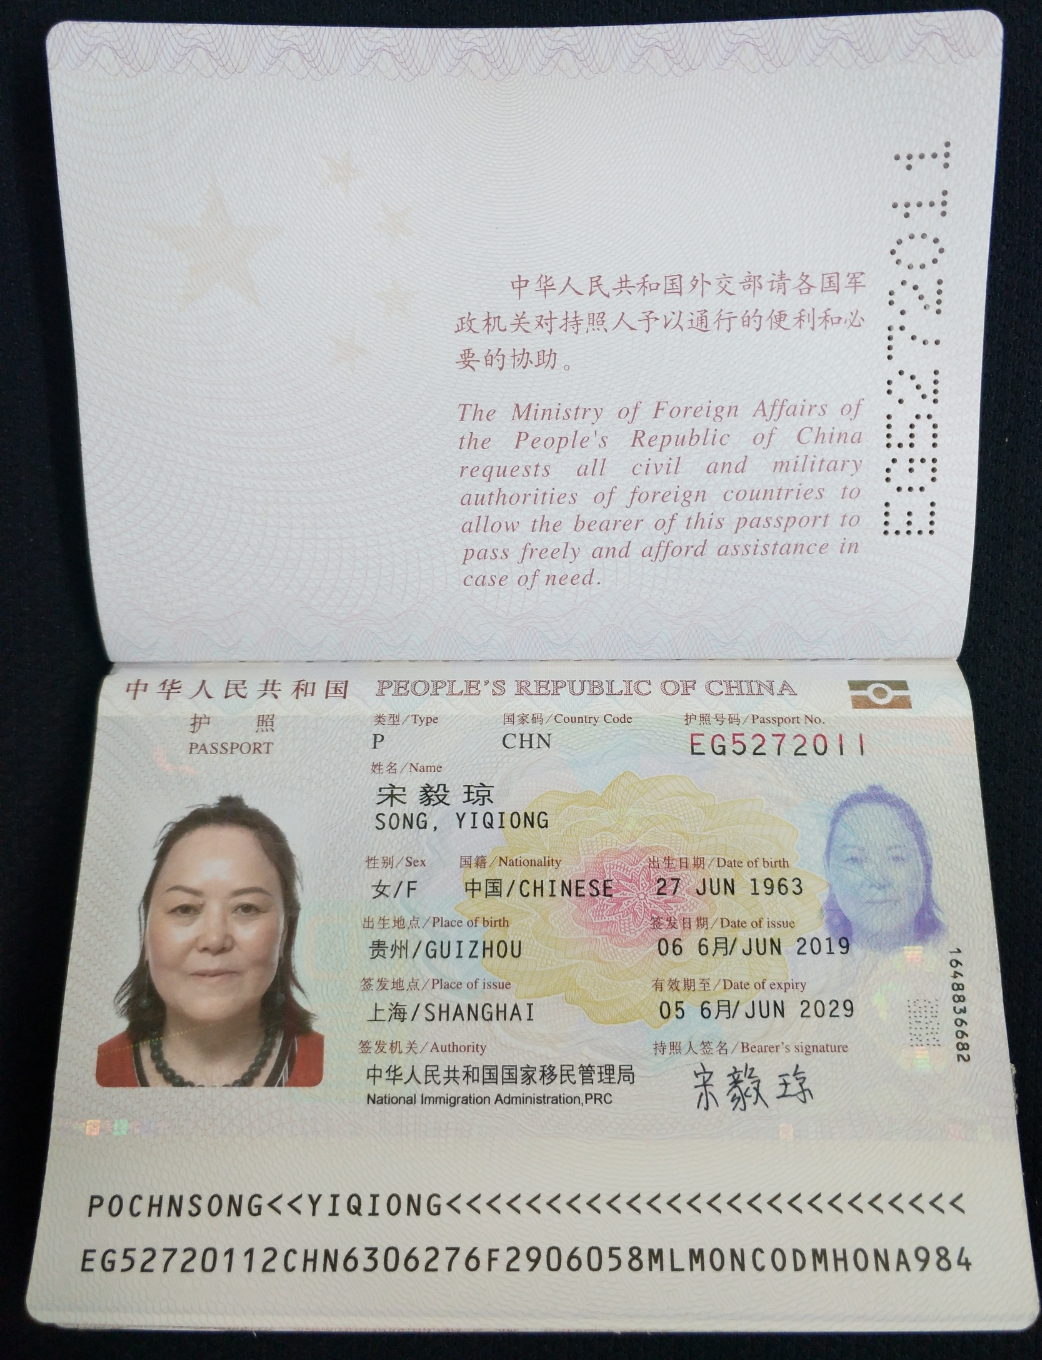 EG5272011
中华人民共和国外交部请各国军
政机关对持照人予以通行的便利和必
要的协助。
The Ministry of Foreign Affairs of
the People's Republic of China
requests all civil and military
authorities of foreign countries to
allow the bearer of this passport to
pass freely and afford assistance in
case of need.
中华人民共和国 PEOPLE'S REPUBLIC OF CHINA
护 照
PASSPORT
类型/Type 国家码/Country Code 护照号码/Passport No.
P CHN EG5272011
姓名/Name
宋毅琼
SONG, YIQIONG
性别/Sex 国籍/Nationality 出生日期/Date of birth
女/F 中国/CHINESE 27 JUN 1963
出生地点/Place of birth 签发日期/Date of issue
贵州/GUIZHOU 06 6月/JUN 2019
签发地点/Place of issue 有效期至/Date of expiry
上海/SHANGHAI 05 6月/JUN 2029
签发机关/Authority 持照人签名/Bearer's signature
中华人民共和国国家移民管理局 宋毅琼
National Immigration Administration,PRC
1648836682
POCHNSONG<<YIQIONG<<<<<<<<<<<<<<<<<<<<<<<<<<
EG52720112CHN6306276F2906058MLMONCODMHONA984